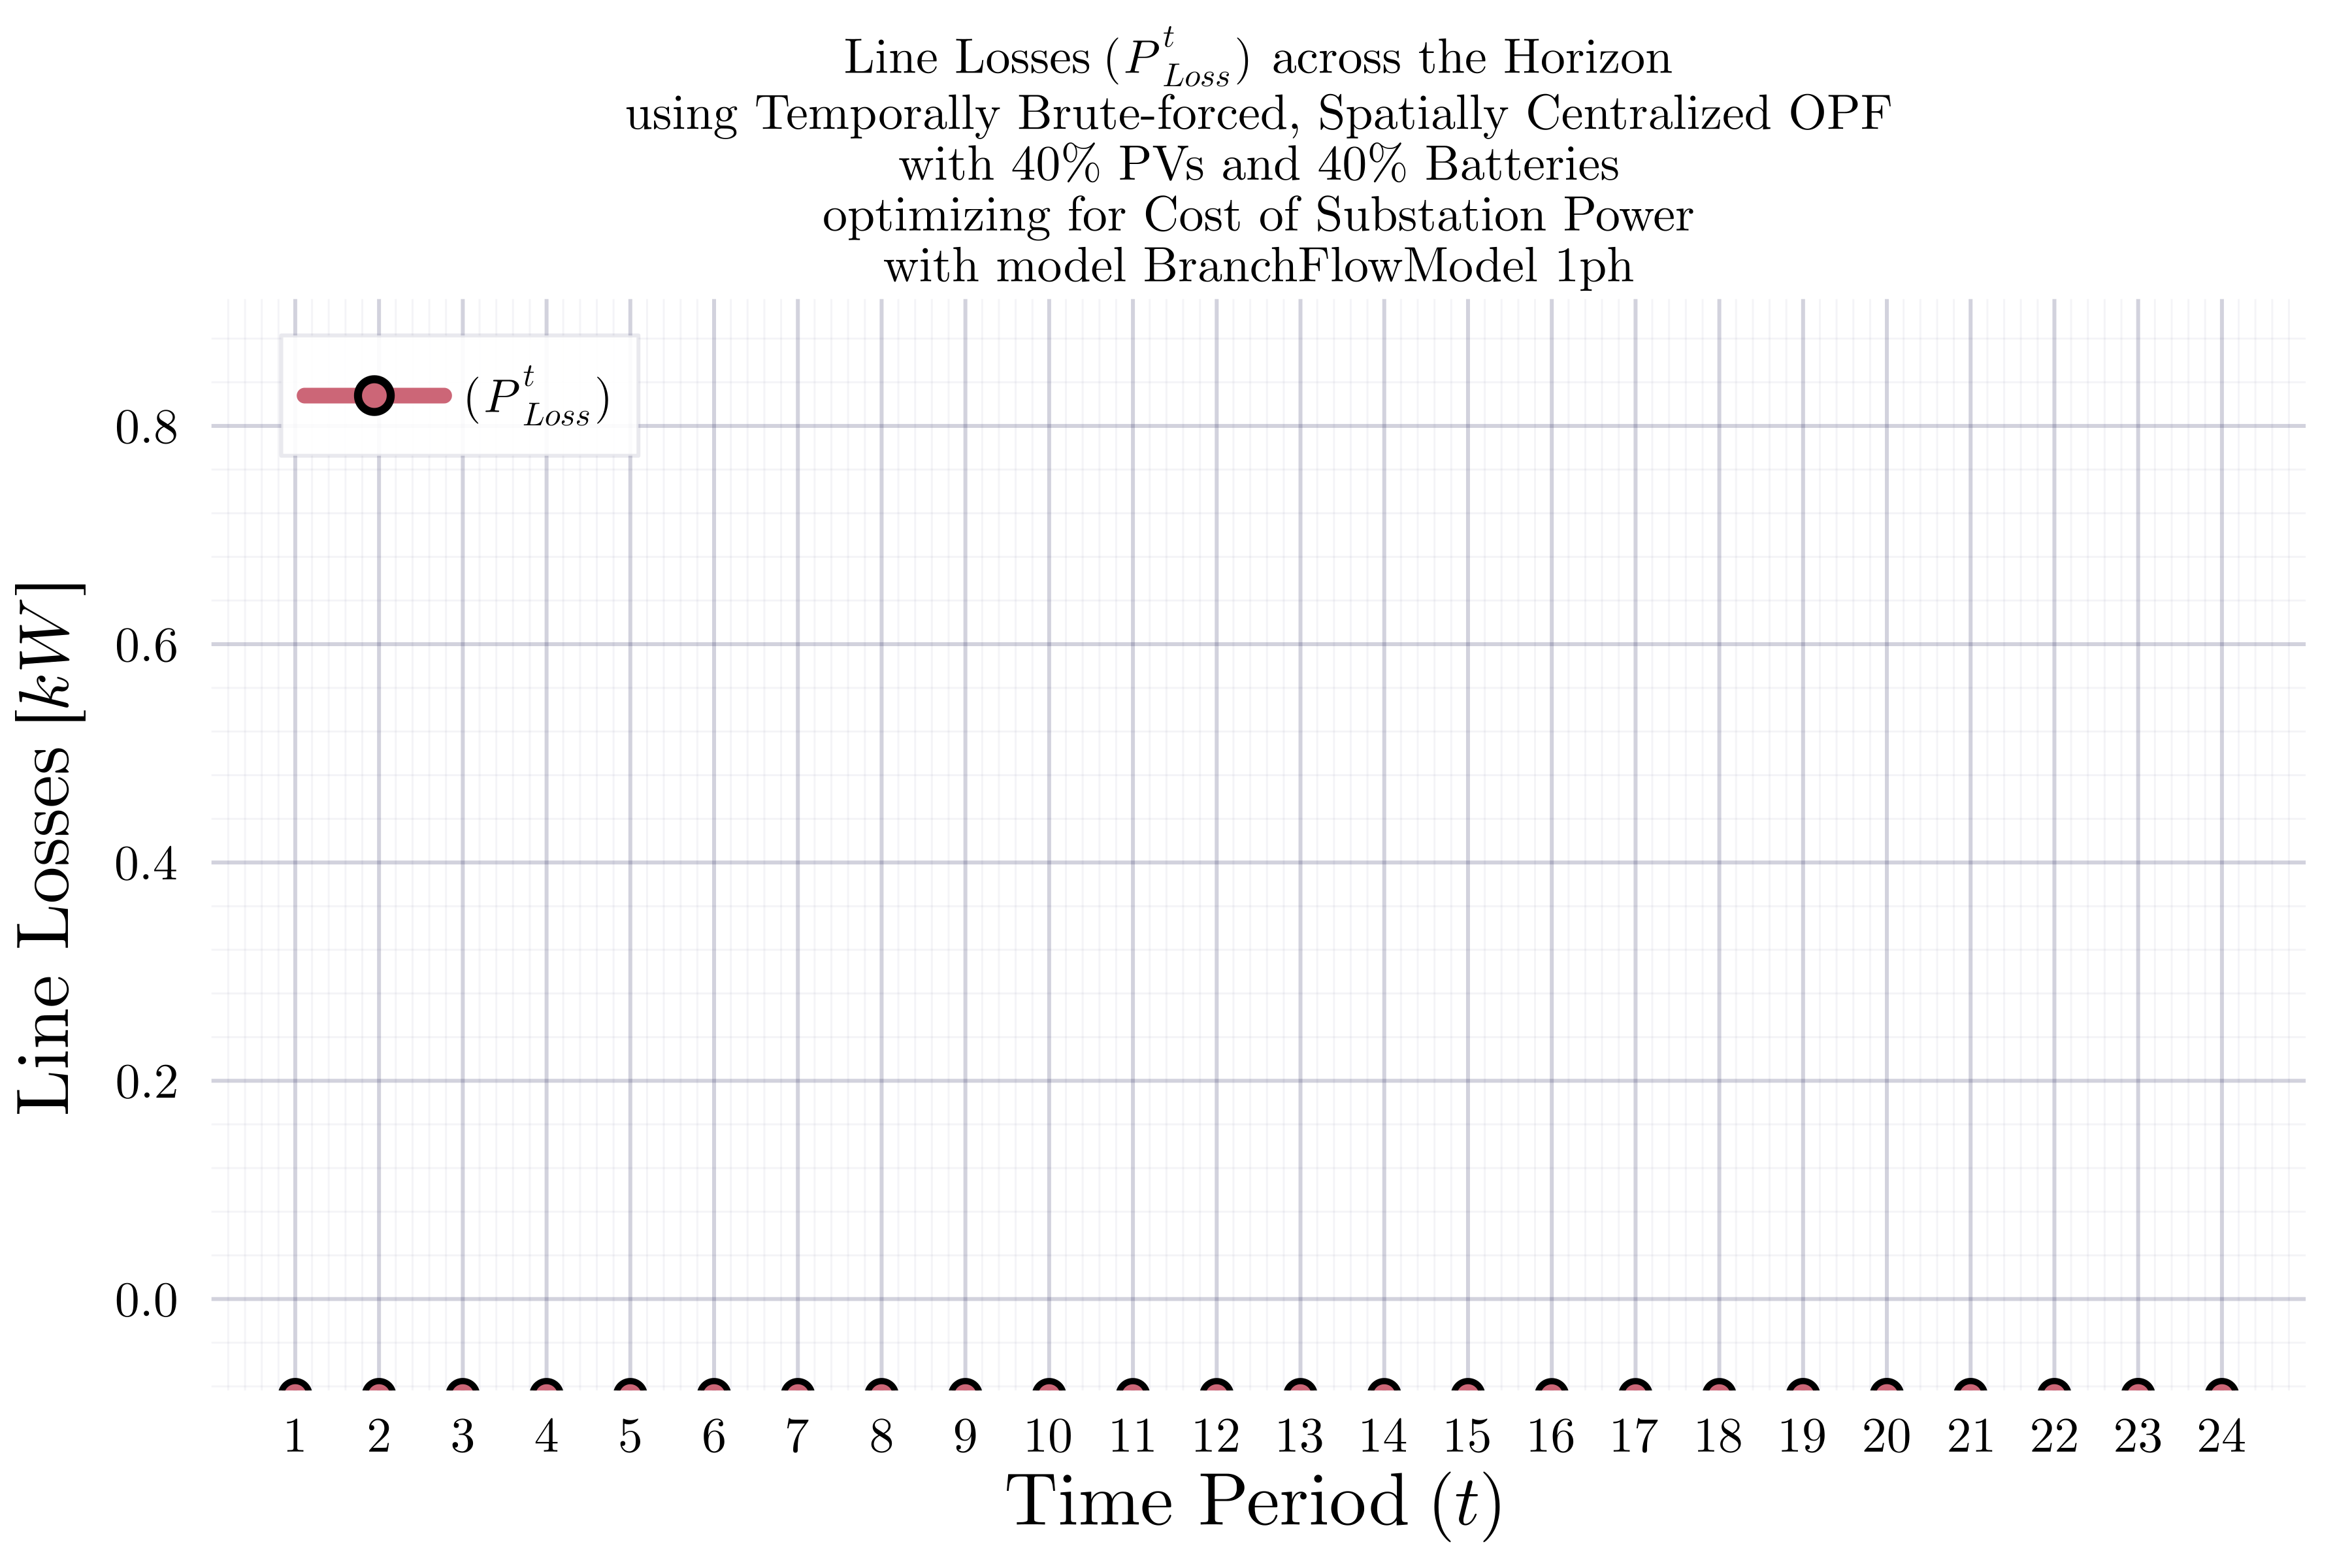 Line Losses (P^t_Loss) across the Horizon
using Temporally Brute-forced, Spatially Centralized OPF
with 40% PVs and 40% Batteries
optimizing for Cost of Substation Power
with model BranchFlowModel 1ph
(P^t_Loss)
Line Losses [kW]
0.8
0.6
0.4
0.2
0.0
1 2 3 4 5 6 7 8 9 10 11 12 13 14 15 16 17 18 19 20 21 22 23 24
Time Period (t)